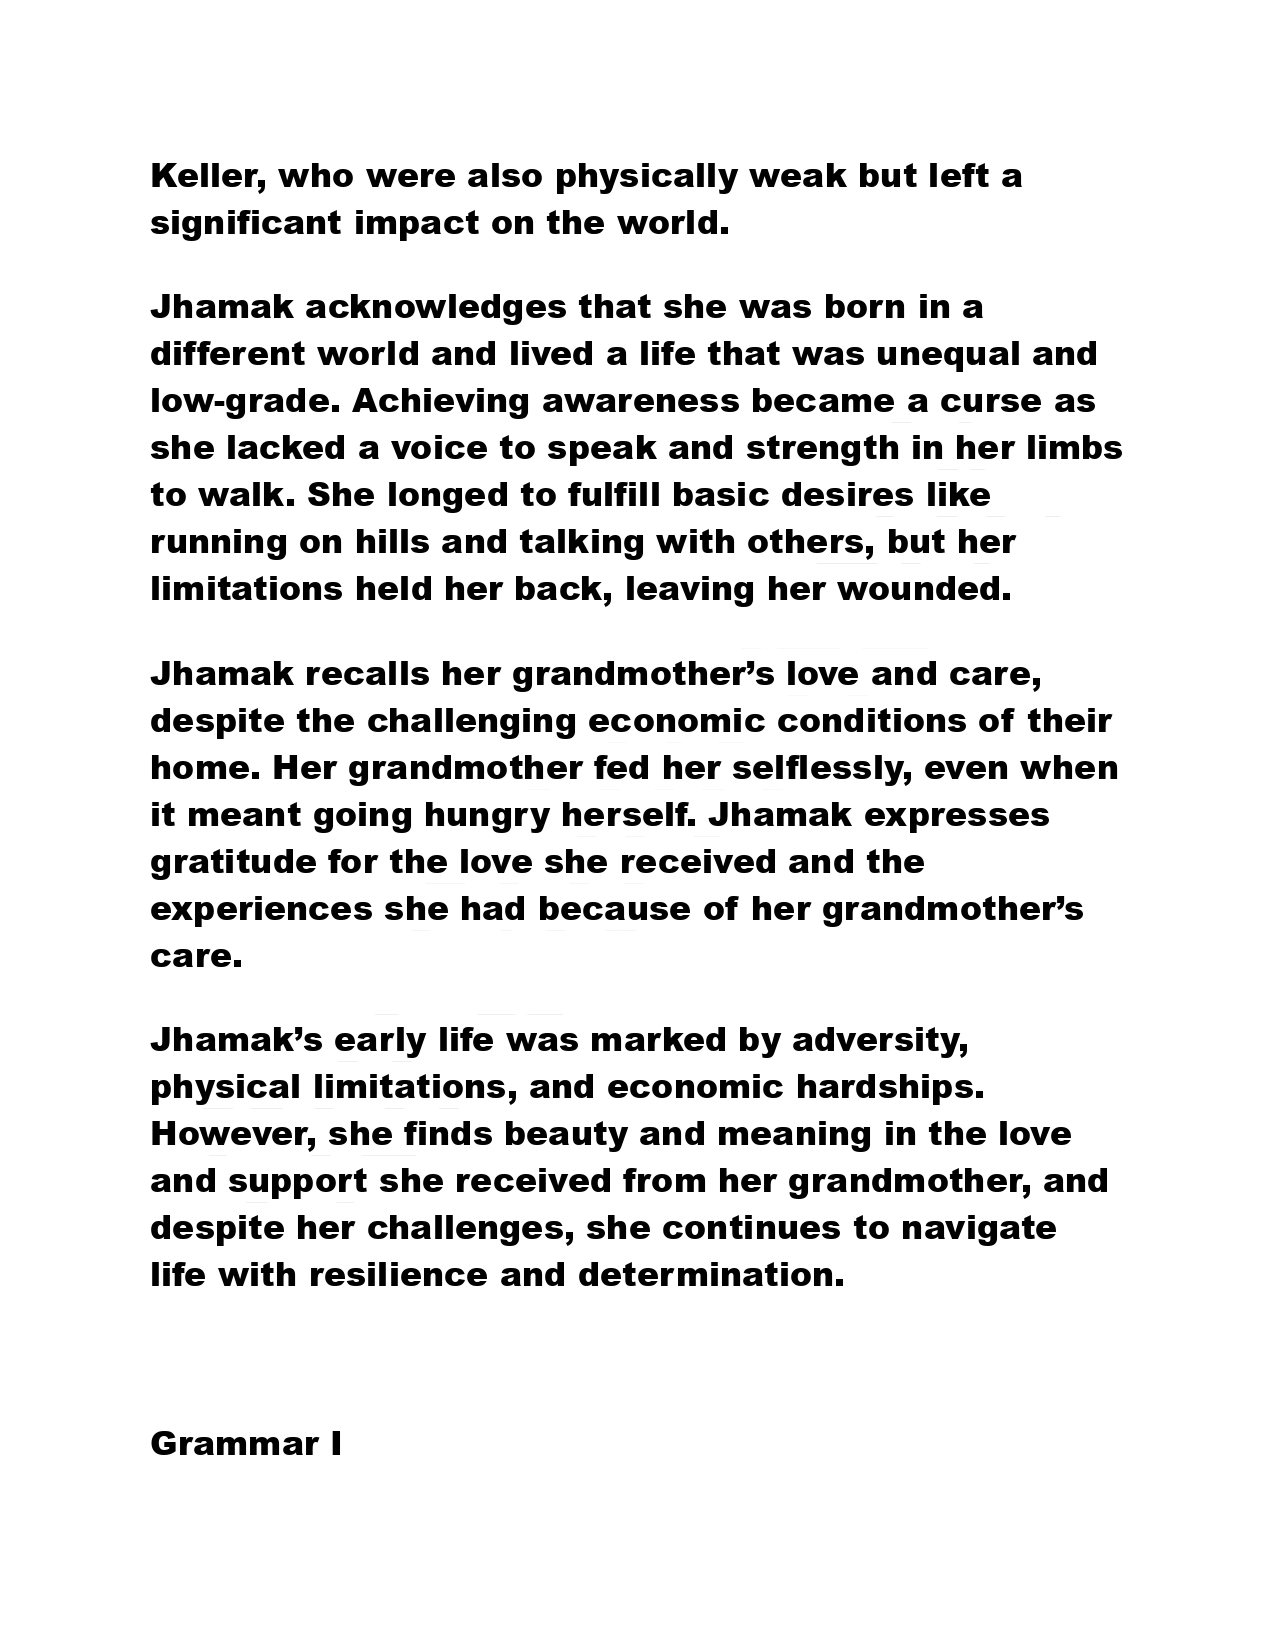 Keller, who were also physically weak but left a
significant impact on the world.
Jhamak acknowledges that she was born in a
different world and lived a life that was unequal and
low-grade. Achieving awareness became a curse as
she lacked a voice to speak and strength in her limbs
to walk. She longed to fulfill basic desires like
running on hills and talking with others, but her
limitations held her back, leaving her wounded.
Jhamak recalls her grandmother’s love and care,
despite the challenging economic conditions of their
home. Her grandmother fed her selflessly, even when
it meant going hungry herself. Jhamak expresses
gratitude for the love she received and the
experiences she had because of her grandmother’s
care.
Jhamak’s early life was marked by adversity,
physical limitations, and economic hardships.
However, she finds beauty and meaning in the love
and support she received from her grandmother, and
despite her challenges, she continues to navigate
life with resilience and determination.
Grammar I